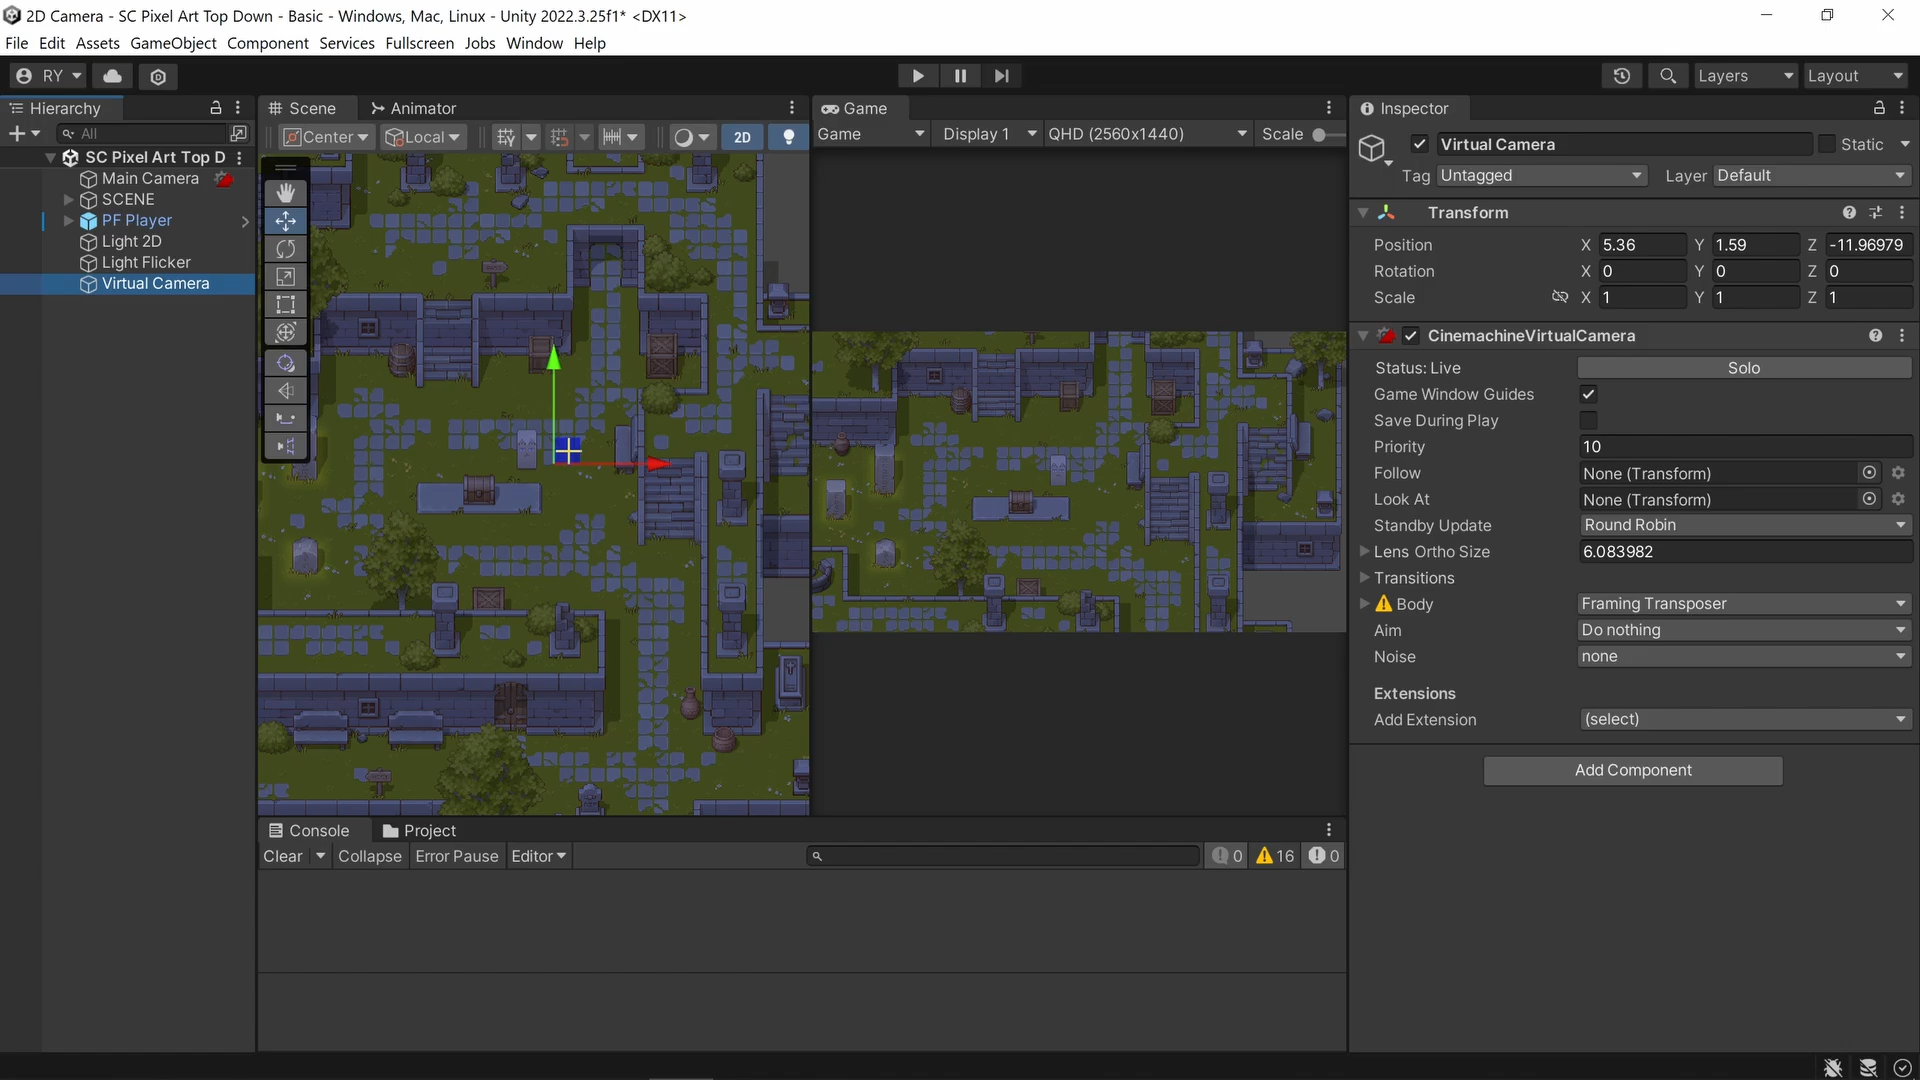 2D Camera - SC Pixel Art Top Down - Basic - Windows, Mac, Linux - Unity 2022.3.25f1* <DX11>
File Edit Assets GameObject Component Services Fullscreen Jobs Window Help
RY Layers Layout
Hierarchy
All
SC Pixel Art Top D
Main Camera
SCENE
PF Player
Light 2D
Light Flicker
Virtual Camera
Scene Animator
Center Local 2D
Game
Game Display 1 QHD (2560x1440) Scale
Console Project
Clear Collapse Error Pause Editor 0 16 0
Inspector
Virtual Camera Static
Tag Untagged Layer Default
Transform
Position X 5.36 Y 1.59 Z -11.96979
Rotation X 0 Y 0 Z 0
Scale X 1 Y 1 Z 1
CinemachineVirtualCamera
Status: Live Solo
Game Window Guides
Save During Play
Priority 10
Follow None (Transform)
Look At None (Transform)
Standby Update Round Robin
Lens Ortho Size 6.083982
Transitions
Body Framing Transposer
Aim Do nothing
Noise none
Extensions
Add Extension (select)
Add Component